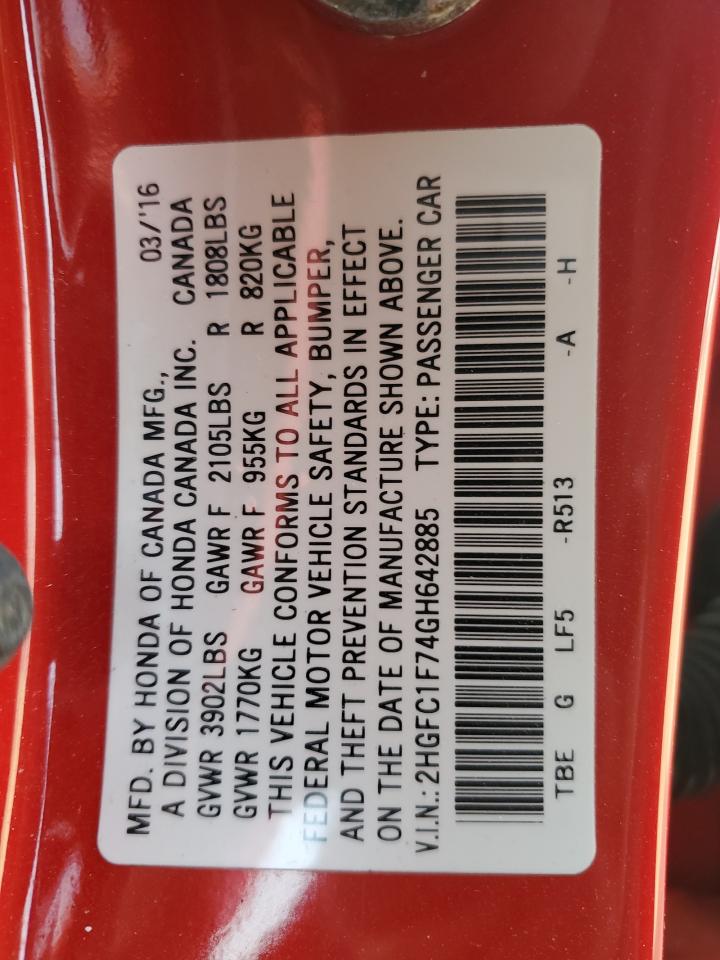 MFD. BY HONDA OF CANADA MFG., 03/'16
A DIVISION OF HONDA CANADA INC. CANADA
GVWR 3902LBS GAWR F 2105LBS R 1808LBS
GVWR 1770KG GAWR F 955KG R 820KG
THIS VEHICLE CONFORMS TO ALL APPLICABLE
FEDERAL MOTOR VEHICLE SAFETY, BUMPER,
AND THEFT PREVENTION STANDARDS IN EFFECT
ON THE DATE OF MANUFACTURE SHOWN ABOVE.
V.I.N.: 2HGFC1F74GH642885 TYPE: PASSENGER CAR
TBE G LF5 -R513 -A -H